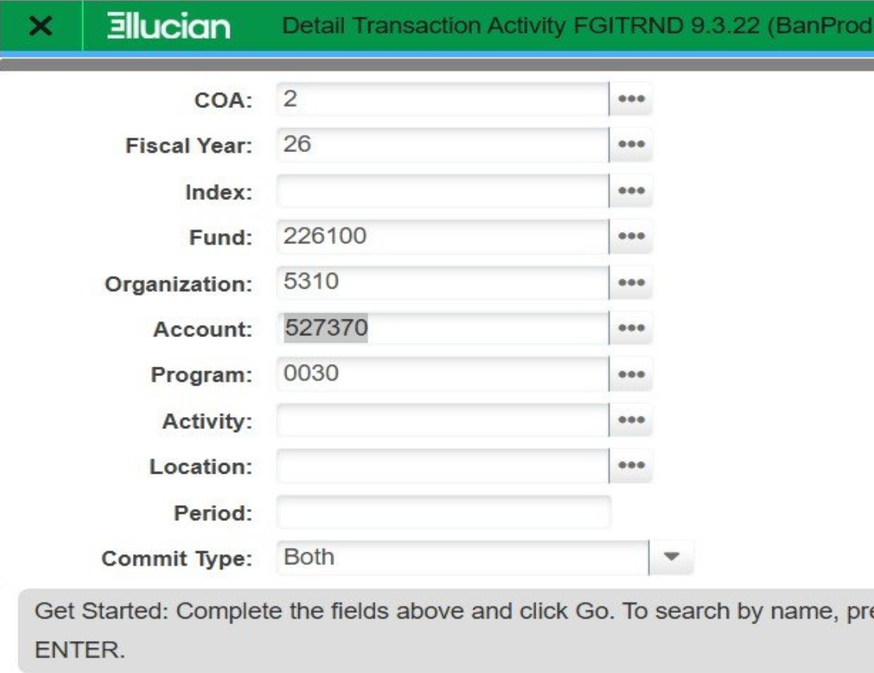 Ellucian Detail Transaction Activity FGITRND 9.3.22 (BanProd
COA: 2
Fiscal Year: 26
Index:
Fund: 226100
Organization: 5310
Account: 527370
Program: 0030
Activity:
Location:
Period:
Commit Type: Both
Get Started: Complete the fields above and click Go. To search by name, pre
ENTER.